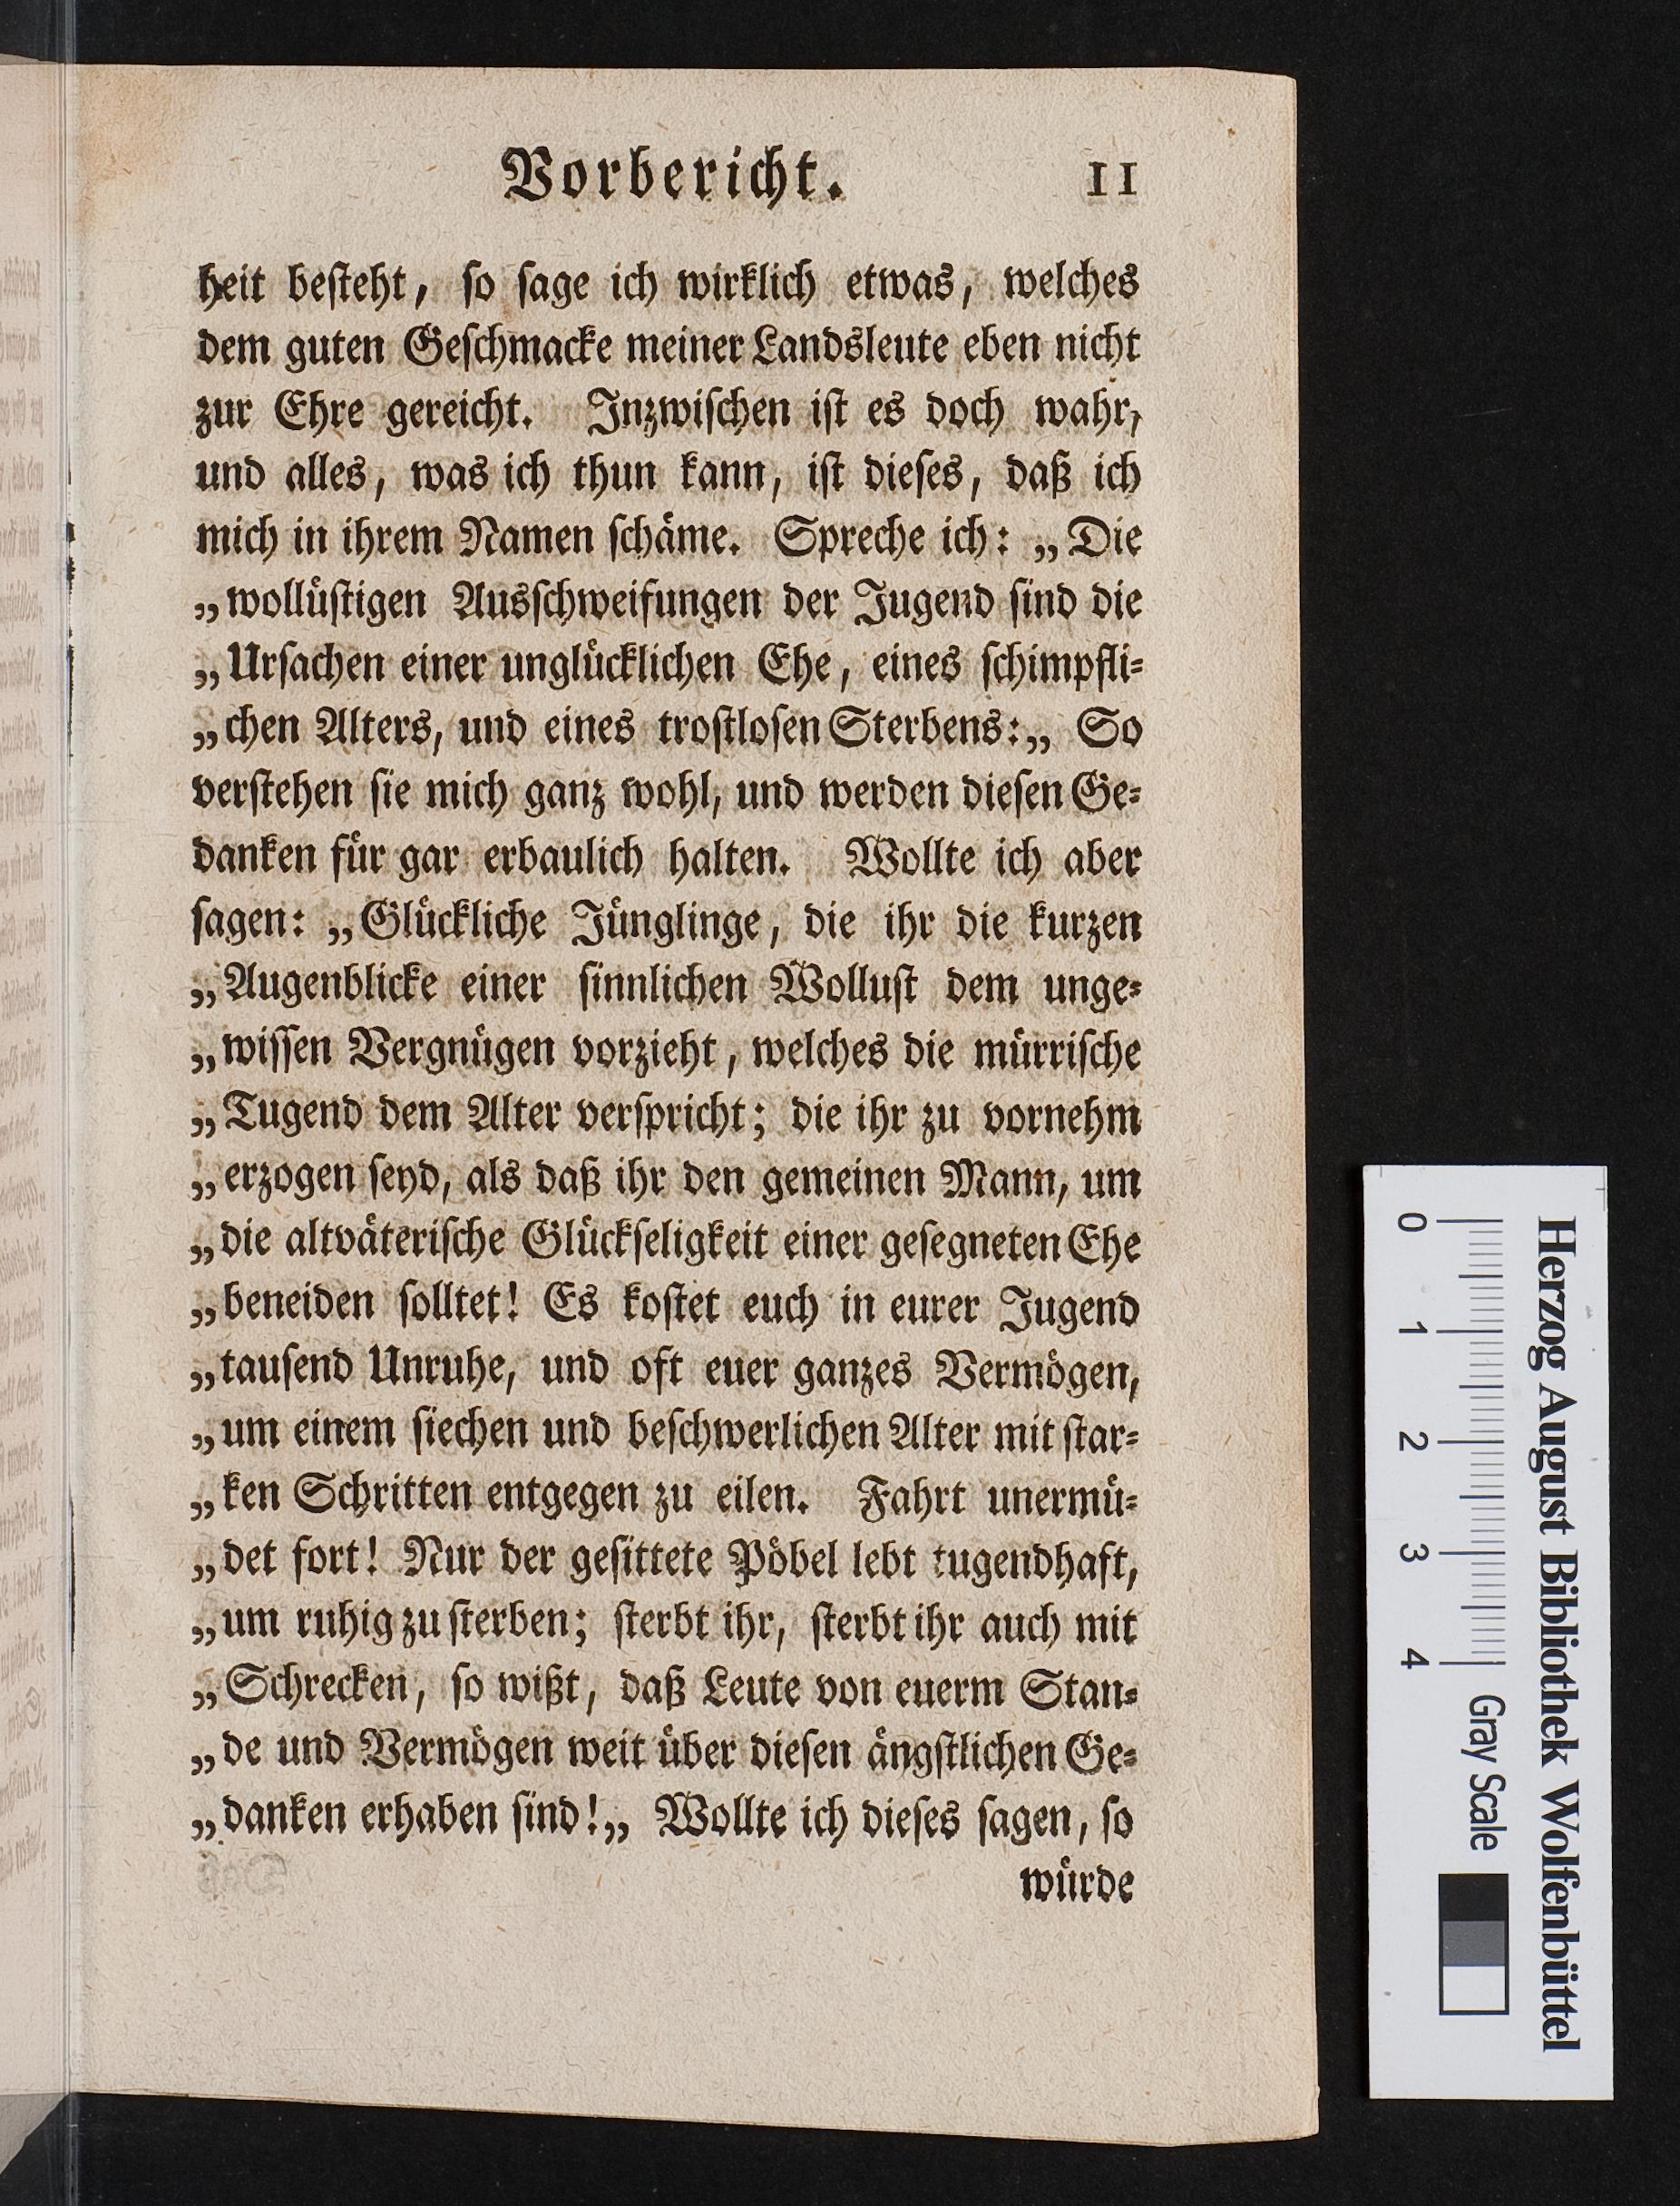 Vorbericht. 11
heit beſteht, ſo ſage ich wirklich etwas, welches
dem guten Geſchmacke meiner Landsleute eben nicht
zur Ehre gereicht. Inzwiſchen iſt es doch wahr,
und alles, was ich thun kann, iſt dieſes, daß ich
mich in ihrem Namen ſchäme. Spreche ich: „Die
„wollüſtigen Ausſchweifungen der Jugend ſind die
„Urſachen einer unglücklichen Ehe, eines ſchimpfli-
„chen Alters, und eines troſtloſen Sterbens:„ So
verſtehen ſie mich ganz wohl, und werden dieſen Ge-
danken für gar erbaulich halten. Wollte ich aber
ſagen: „Glückliche Jünglinge, die ihr die kurzen
„Augenblicke einer ſinnlichen Wolluſt dem unge-
„wiſſen Vergnügen vorzieht, welches die mürriſche
„Tugend dem Alter verſpricht; die ihr zu vornehm
„erzogen ſeyd, als daß ihr den gemeinen Mann, um
„die altväteriſche Glückſeligkeit einer geſegneten Ehe
„beneiden ſolltet! Es koſtet euch in eurer Jugend
„tauſend Unruhe, und oft euer ganzes Vermögen,
„um einem ſiechen und beſchwerlichen Alter mit ſtar-
„ken Schritten entgegen zu eilen. Fahrt unermü-
„det fort! Nur der geſittete Pöbel lebt tugendhaft,
„um ruhig zu ſterben; ſterbt ihr, ſterbt ihr auch mit
„Schrecken, ſo wißt, daß Leute von euerm Stan-
„de und Vermögen weit über dieſen ängſtlichen Ge-
„danken erhaben ſind!„ Wollte ich dieſes ſagen, ſo
würde
Herzog August Bibliothek Wolfenbüttel
0 1 2 3 4 Gray Scale